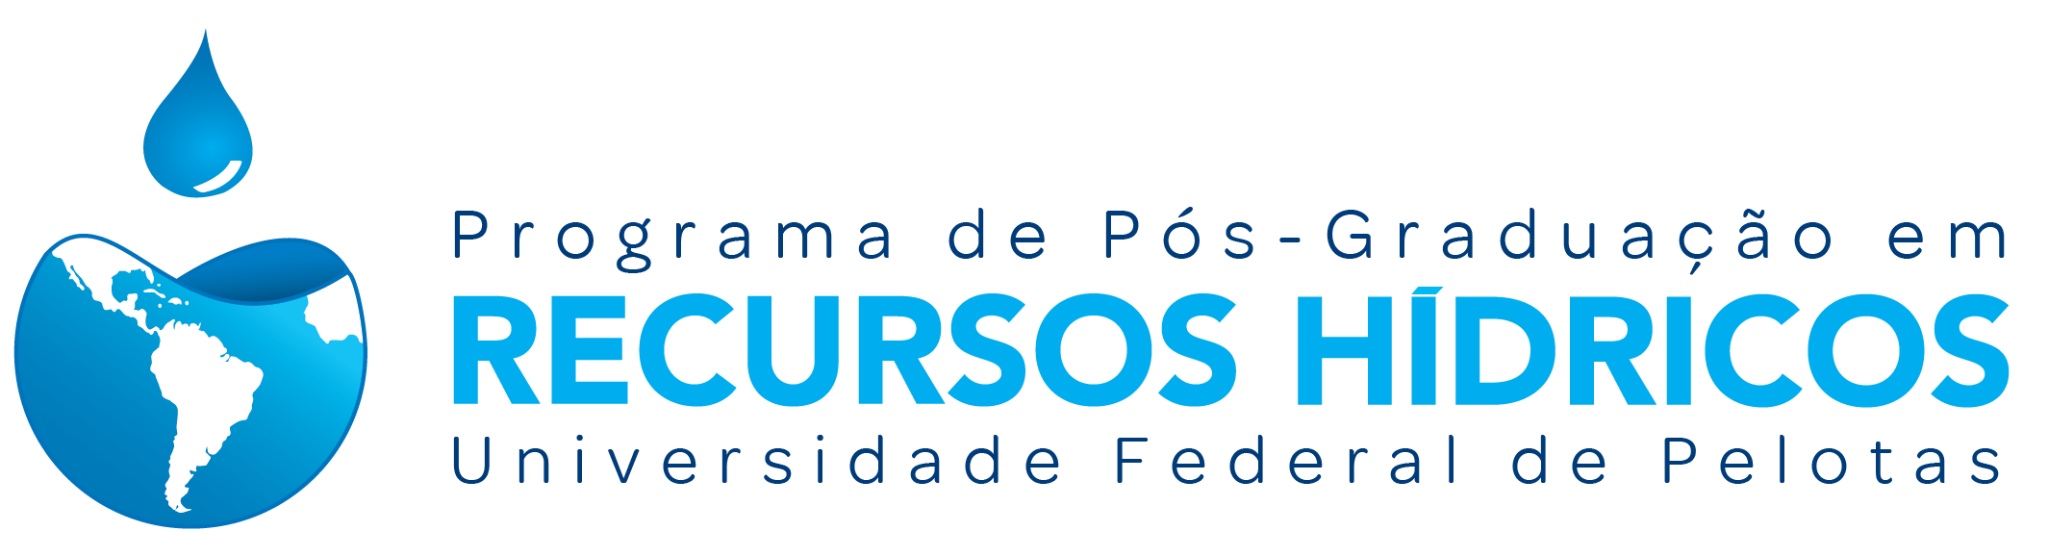 Programa de Pós-Graduação em
RECURSOS HÍDRICOS
Universidade Federal de Pelotas